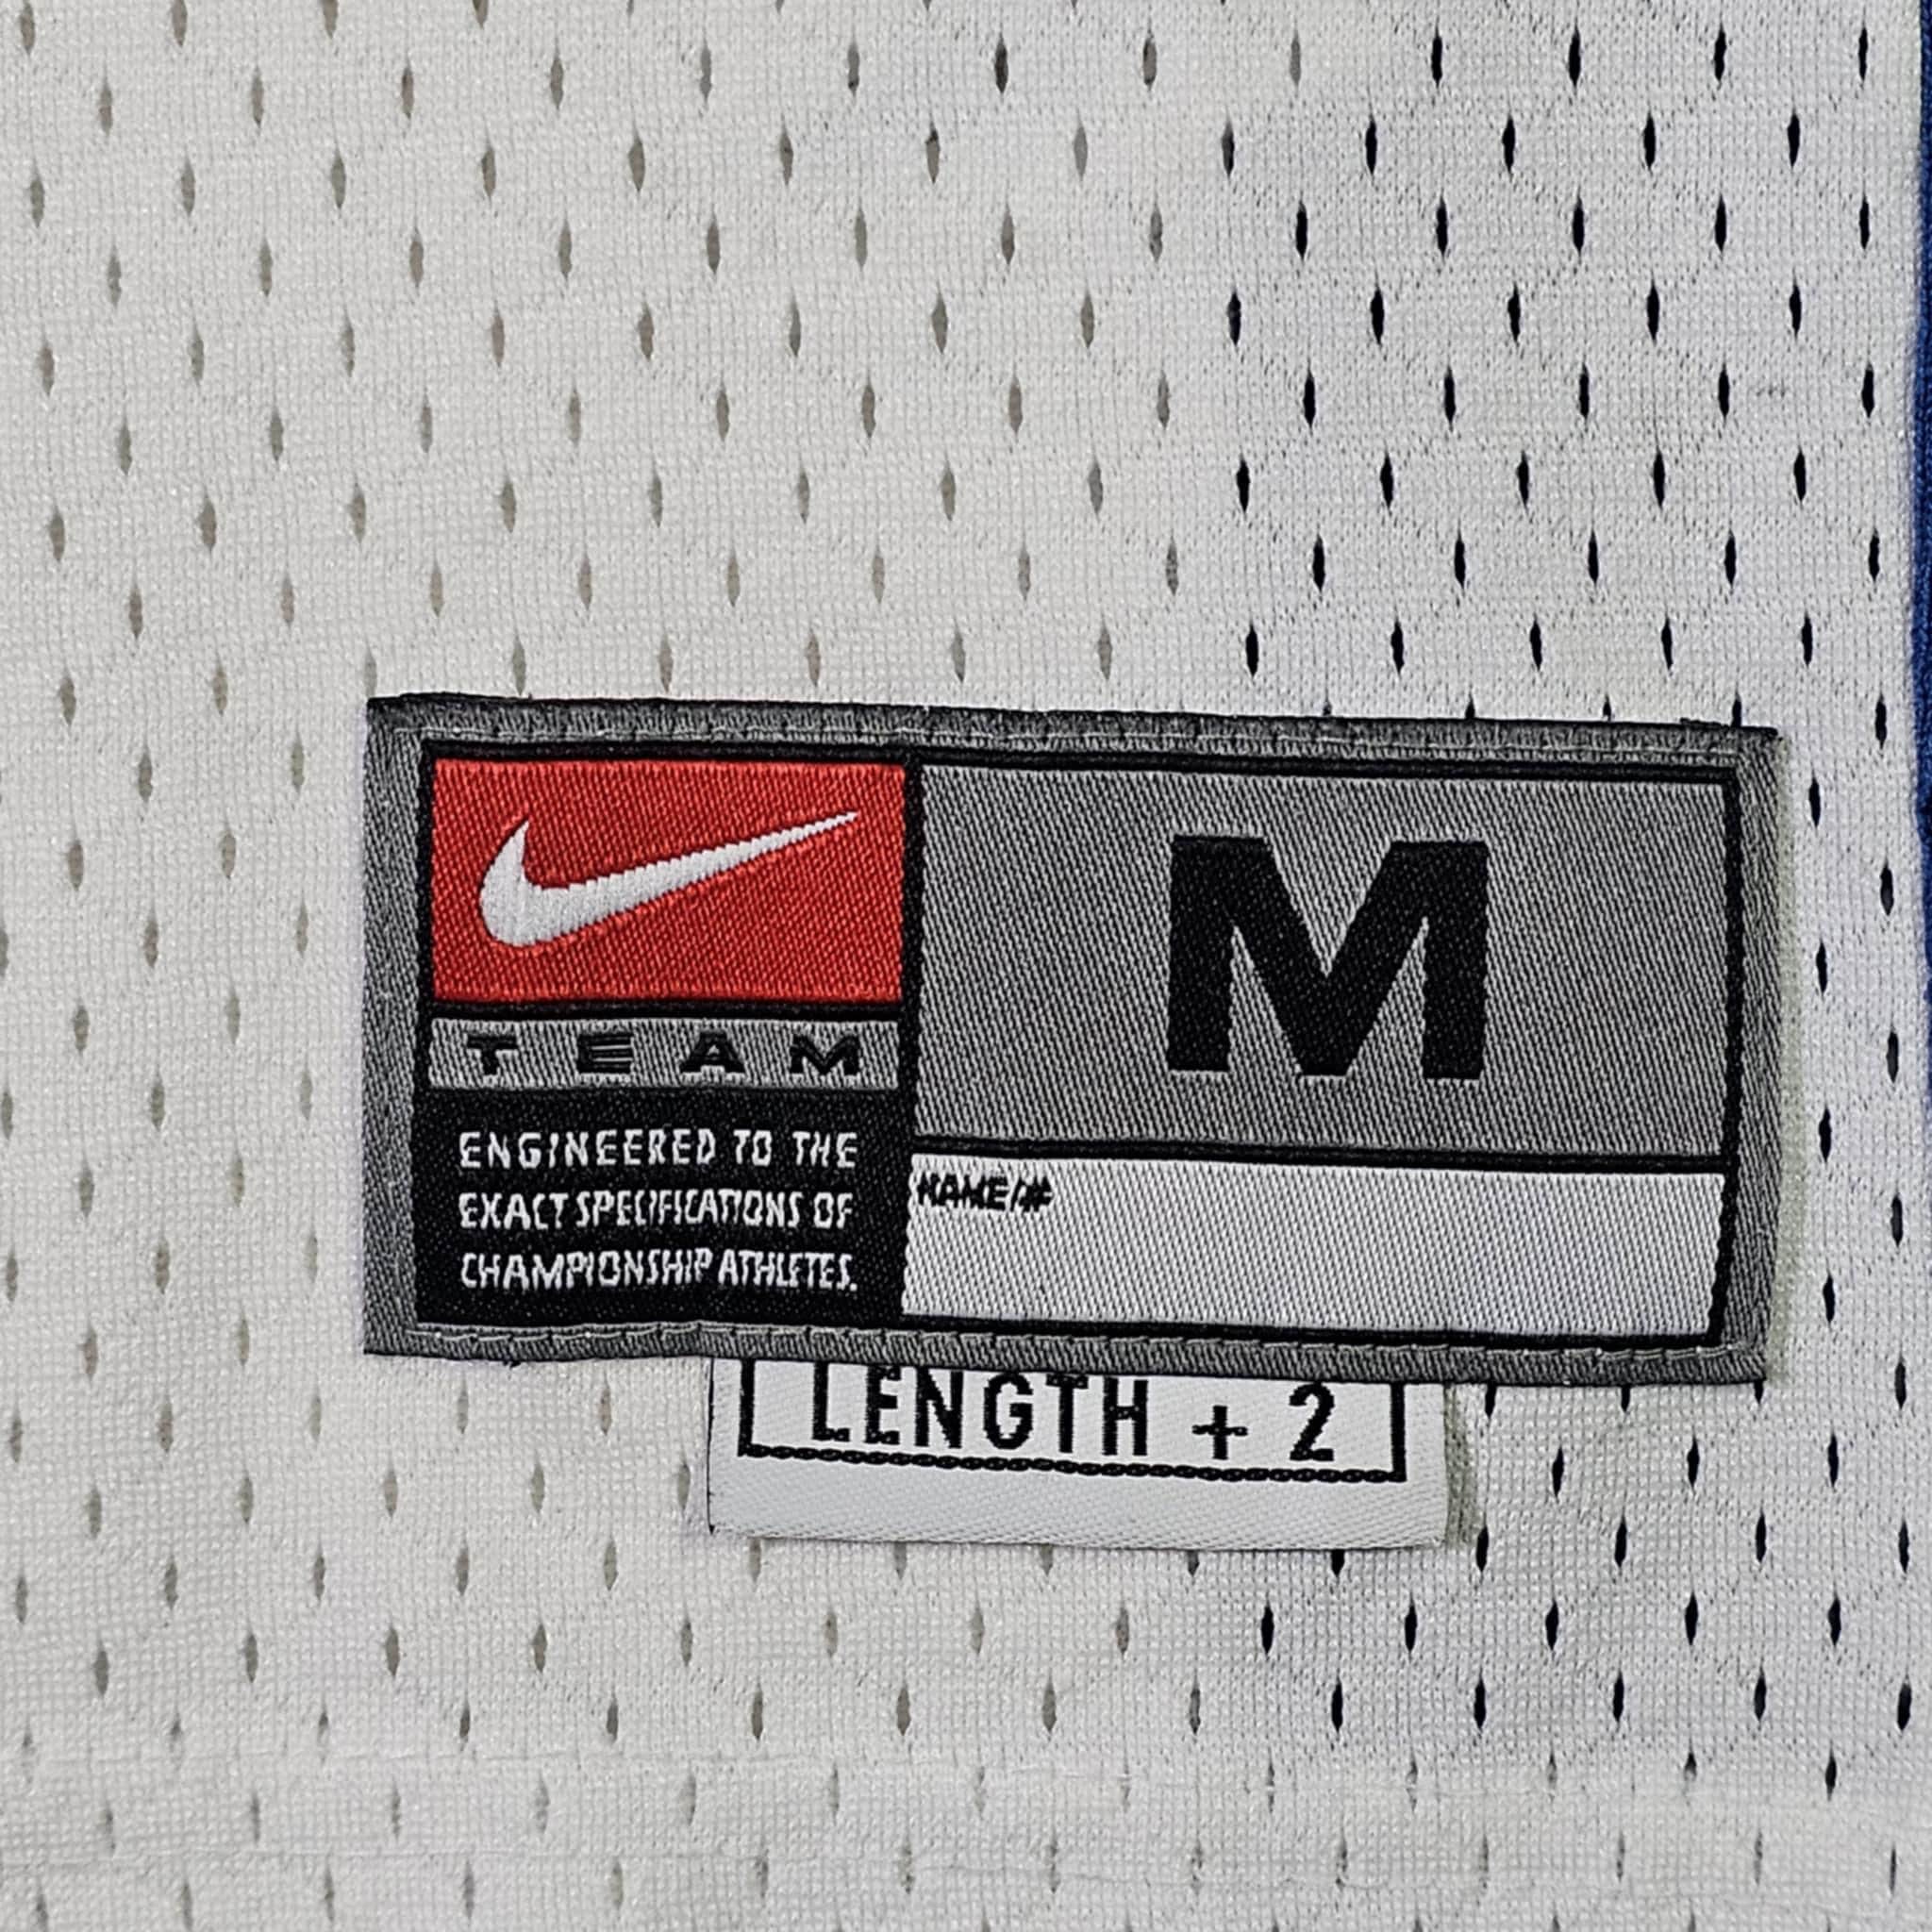 TEAM
ENGINEERED TO THE
EXACT SPECIFICATIONS OF
CHAMPIONSHIP ATHLETES.
M
NAME/#
LENGTH + 2